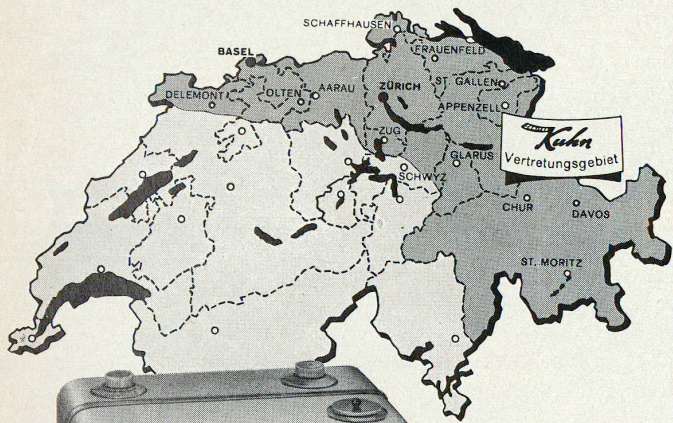 SCHAFFHAUSEN
BASEL
FRAUENFELD
ST. GALLEN
DELEMONT
OLTEN
AARAU
ZÜRICH
APPENZELL
ZUG
Kuhn
Vertretungsgebiet
GLARUS
SCHWYZ
CHUR
DAVOS
ST. MORITZ